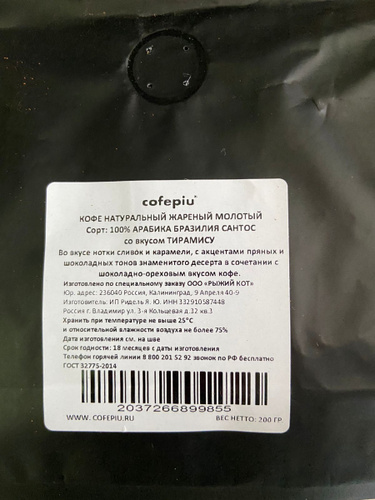 cofepiu
КОФЕ НАТУРАЛЬНЫЙ ЖАРЕНЫЙ МОЛОТЫЙ
Сорт: 100% АРАБИКА БРАЗИЛИЯ САНТОС
со вкусом ТИРАМИСУ
Во вкусе нотки сливок и карамели, с акцентами пряных и
шоколадных тонов знаменитого десерта в сочетании с
шоколадно-ореховым вкусом кофе.
Изготовлено по специальному заказу ООО «РЫЖИЙ КОТ»
Юр. адрес: 236040 Россия, Калининград, 9 Апреля 40-9
Изготовитель: ИП Ридель Я. Ю. ИНН 332910587448
Россия г. Владимир ул. 3-я Кольцевая д.12 кв.3
Хранить при температуре не выше 25°С
и относительной влажности воздуха не более 75%
Дата изготовления см. на шве
Срок годности: 18 месяцев с даты изготовления
Телефон горячей линии 8 800 201 52 92 звонок по РФ бесплатно
ГОСТ 32775-2014
2037266899855
WWW.COFEPIU.RU ВЕС НЕТТО: 200 ГР